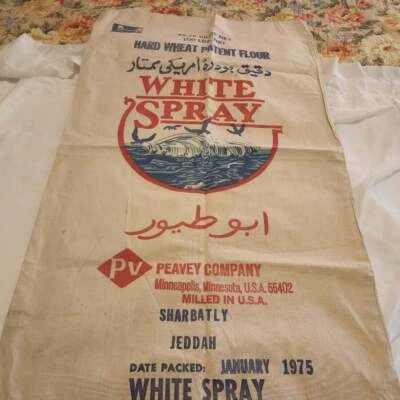 HARD WHEAT PATENT FLOUR
دقيق بودرة أمريكي ممتاز
WHITE
SPRAY
ابو طيور
PV PEAVEY COMPANY
Minneapolis, Minnesota, U.S.A. 55402
MILLED IN U.S.A.
SHARBATLY
JEDDAH
DATE PACKED: JANUARY 1975
WHITE SPRAY